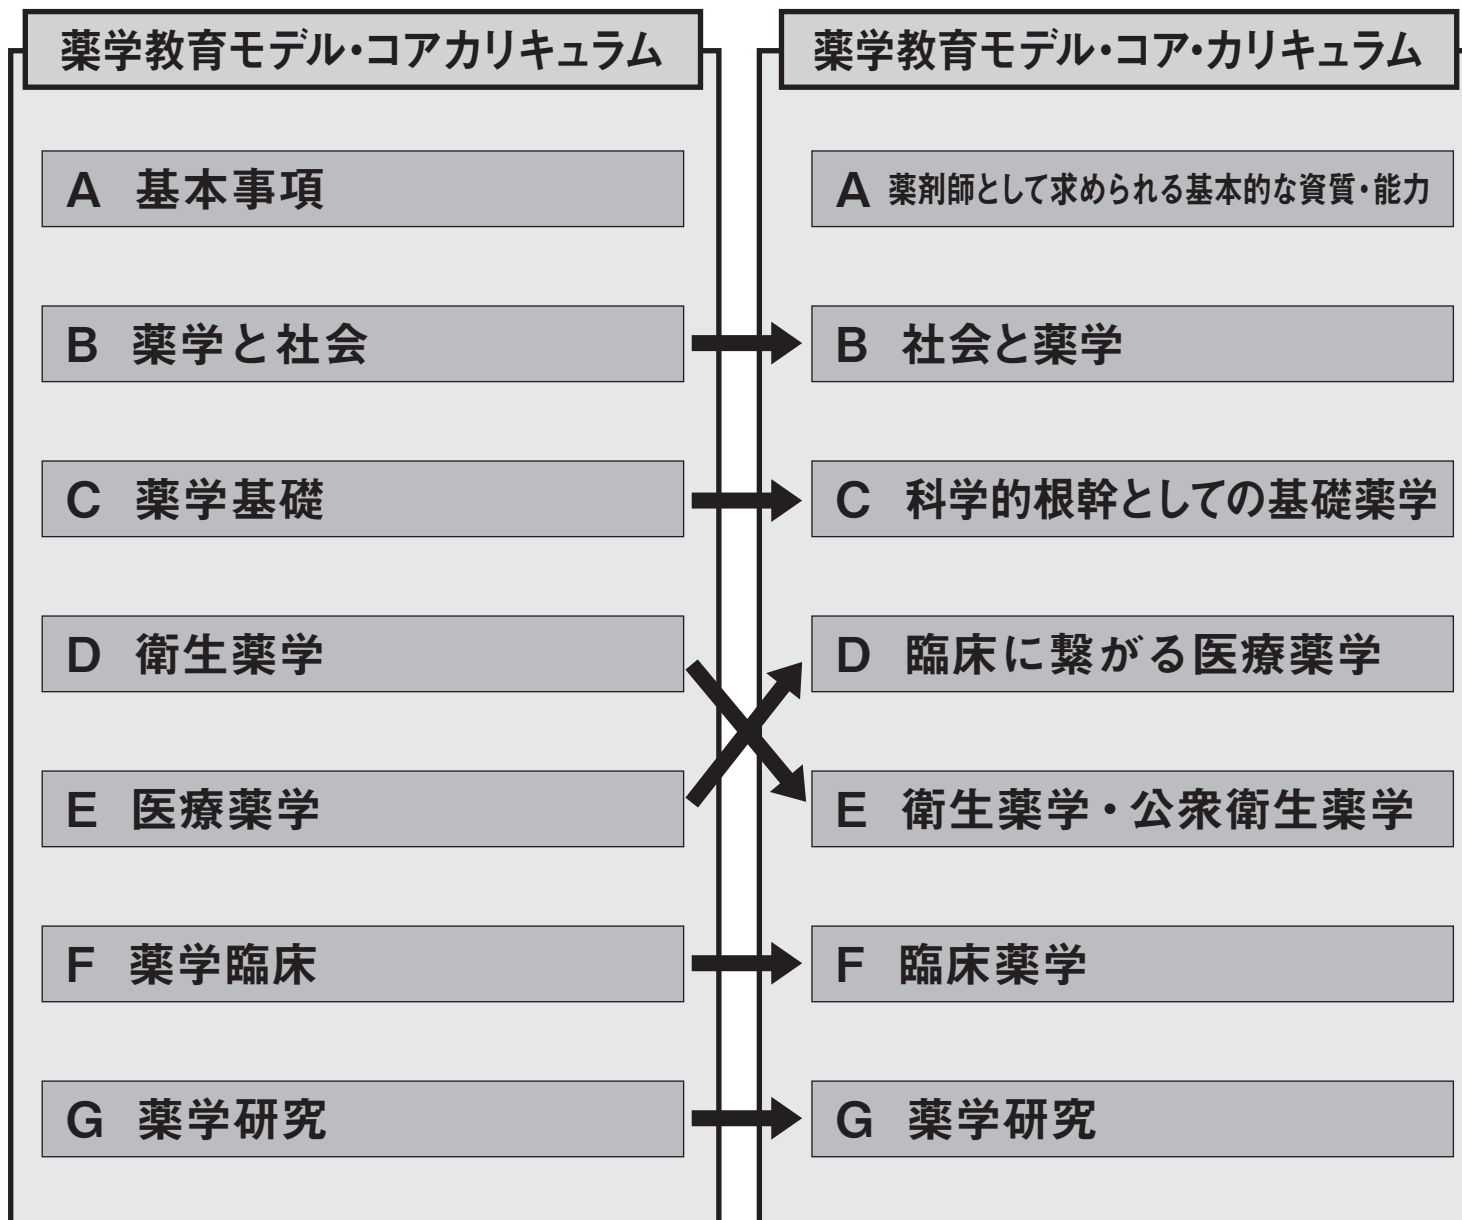 薬学教育モデル・コアカリキュラム
A 基本事項
B 薬学と社会
C 薬学基礎
D 衛生薬学
E 医療薬学
F 薬学臨床
G 薬学研究
薬学教育モデル・コア・カリキュラム
A 薬剤師として求められる基本的な資質・能力
B 社会と薬学
C 科学的根幹としての基礎薬学
D 臨床に繋がる医療薬学
E 衛生薬学・公衆衛生薬学
F 臨床薬学
G 薬学研究